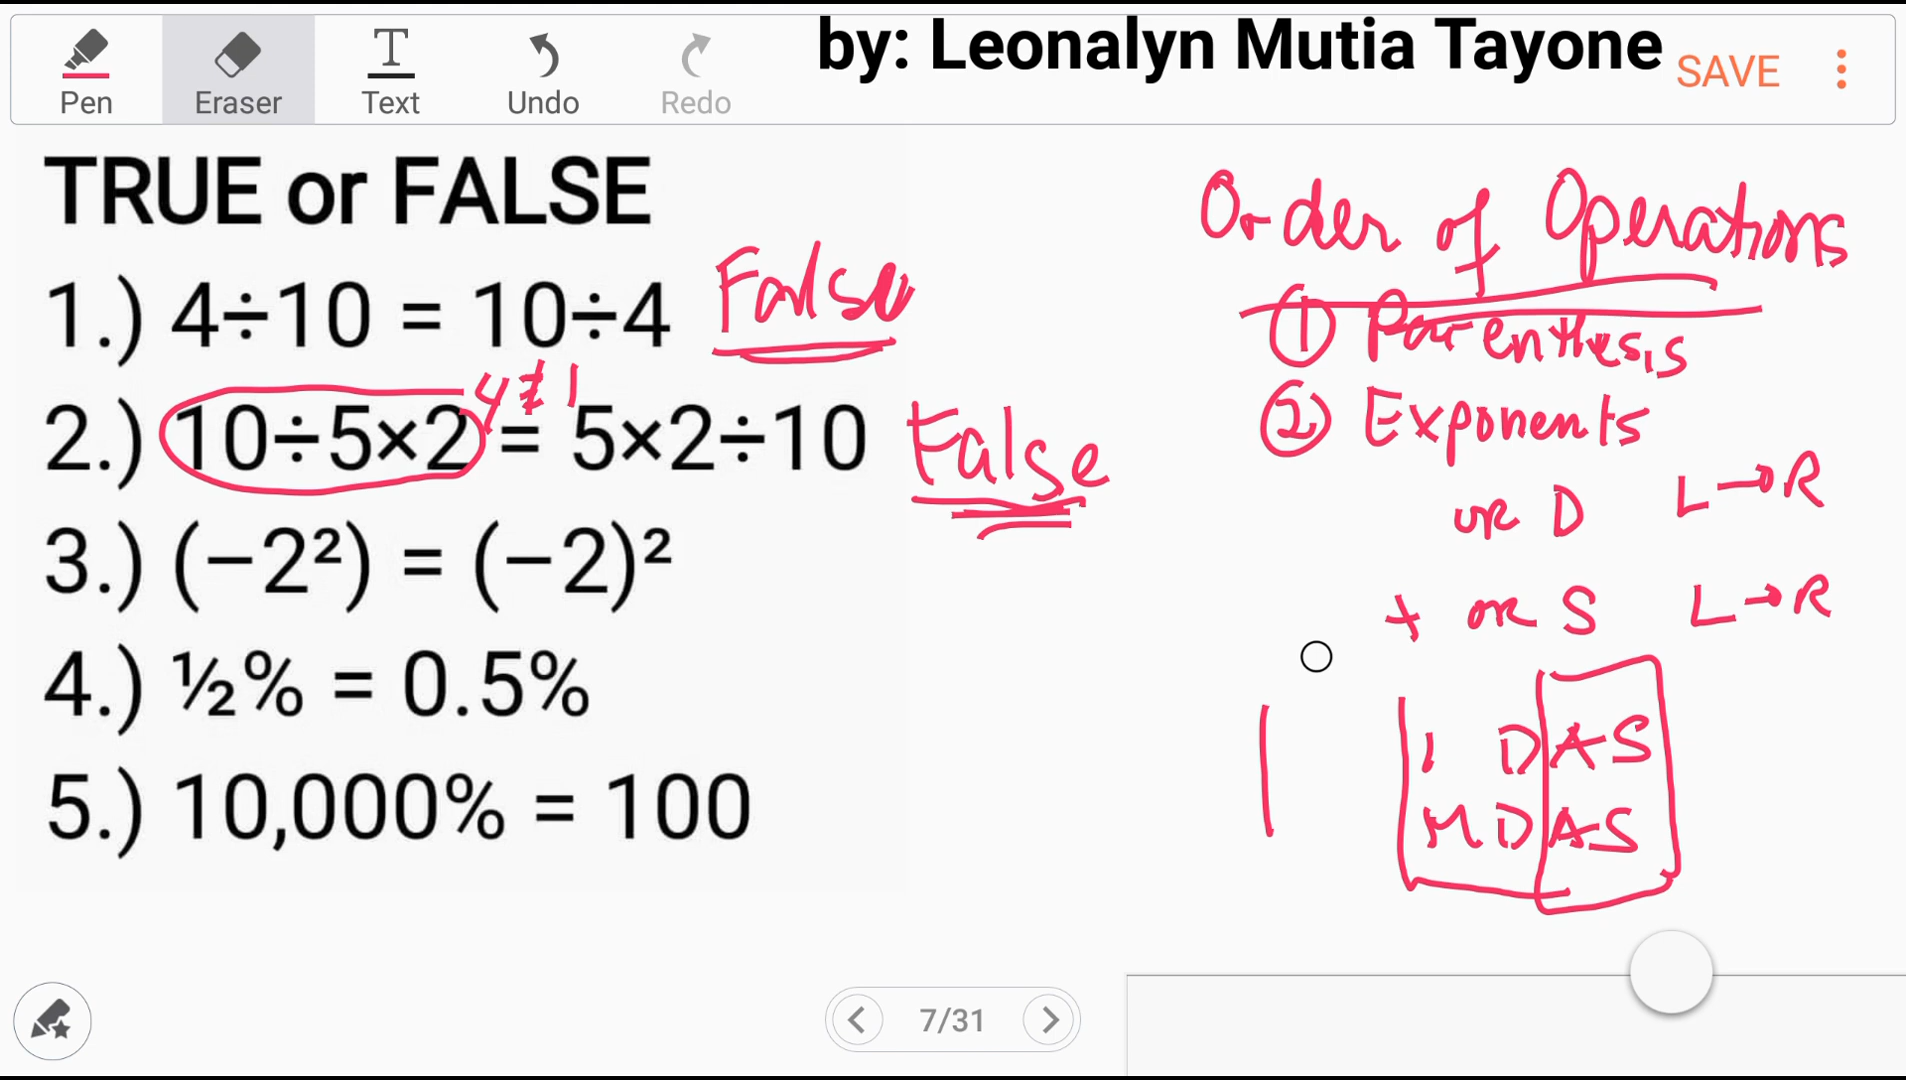 by: Leonalyn Mutia Tayone
SAVE
Pen
Eraser
Text
Undo
Redo
TRUE or FALSE
1.) 4÷10 = 10÷4 False
4 ≠ 1
2.) 10÷5×2 = 5×2÷10 False
3.) (−2²) = (−2)²
4.) ½% = 0.5%
5.) 10,000% = 100
Order of Operations
① Parenthesis
② Exponents
or D L→R
or S L→R
DAS
MDAS
7/31